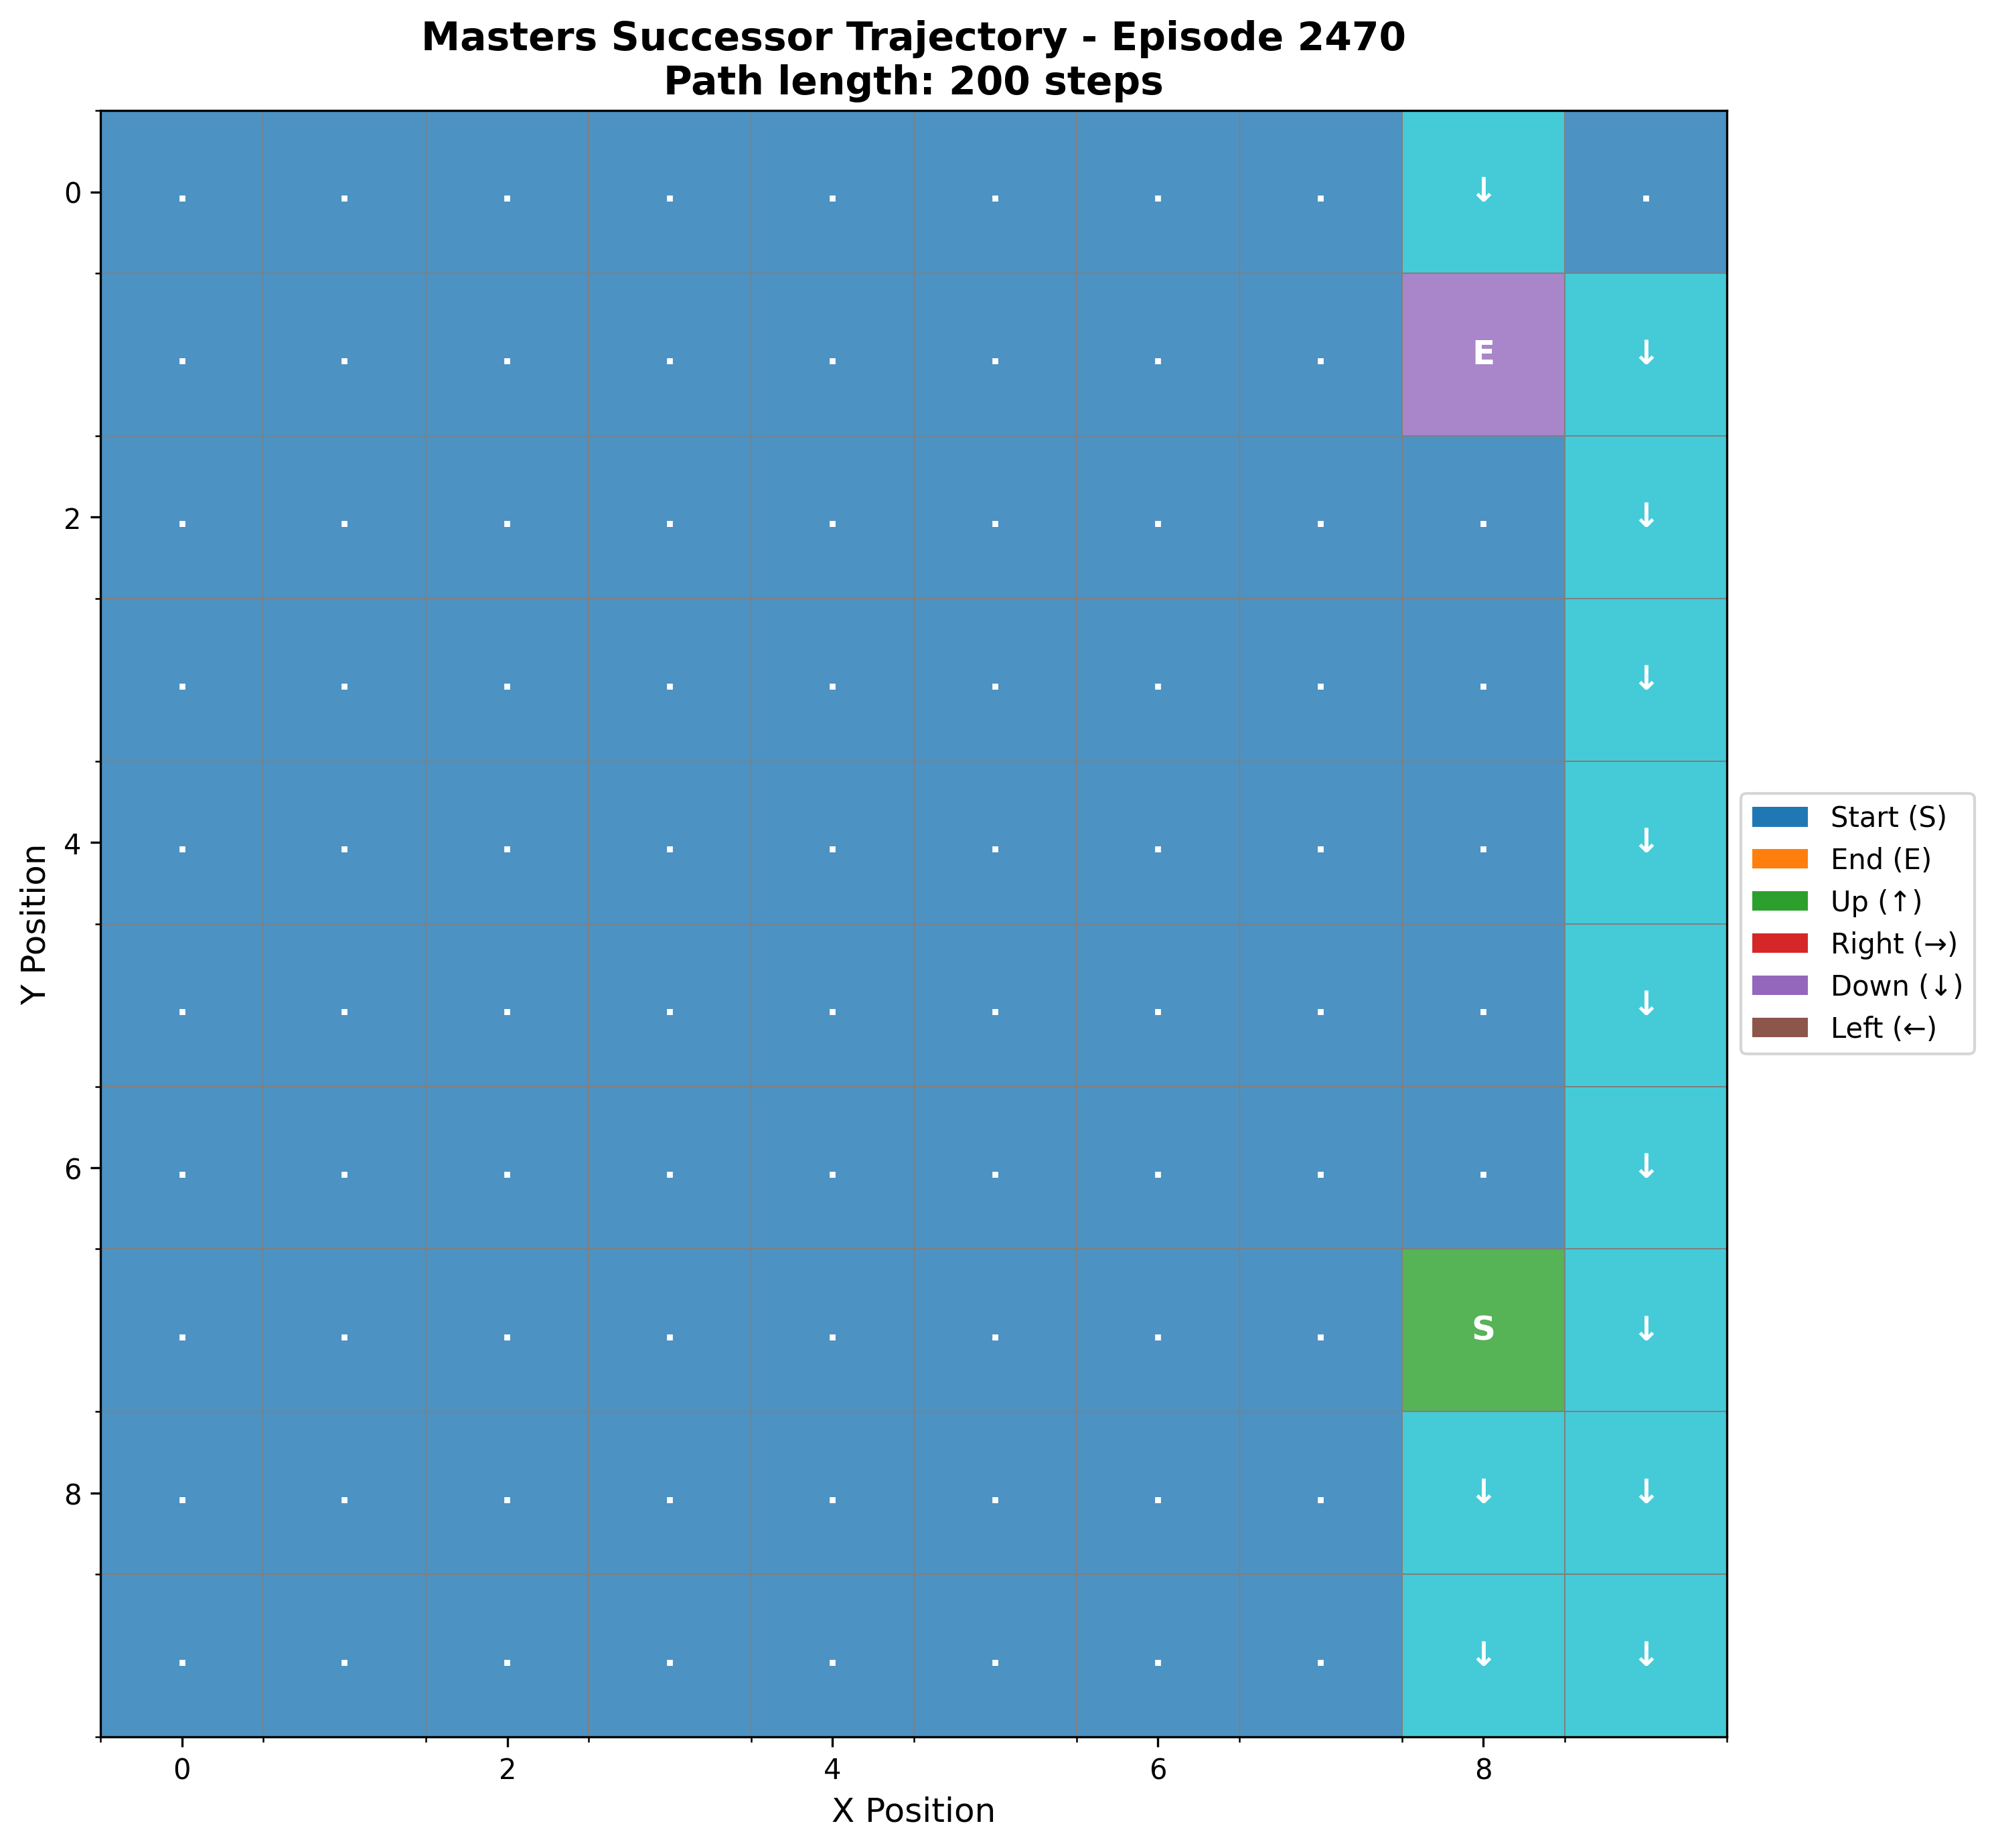 Masters Successor Trajectory - Episode 2470
Path length: 200 steps
0 . . . . . . . . ↓ .
. . . . . . . . E ↓
2 . . . . . . . . . ↓
. . . . . . . . . ↓
4 . . . . . . . . . ↓
. . . . . . . . . ↓
6 . . . . . . . . . ↓
. . . . . . . . S ↓
8 . . . . . . . . ↓ ↓
. . . . . . . . ↓ ↓
0 2 4 6 8
X Position
Y Position
Start (S)
End (E)
Up (↑)
Right (→)
Down (↓)
Left (←)